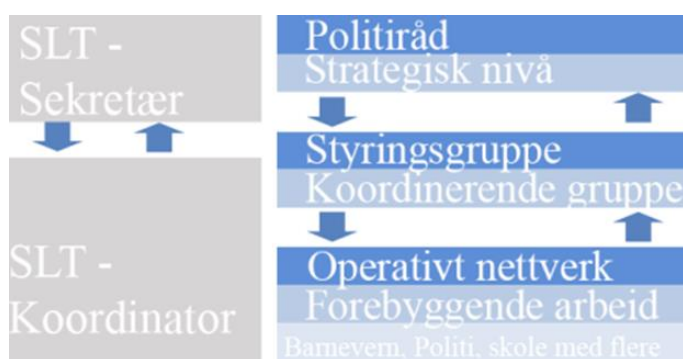 SLT -
Sekretær
SLT -
Koordinator
Politiråd
Strategisk nivå
Styringsgruppe
Koordinerende gruppe
Operativt nettverk
Forebyggende arbeid
Barnevern, Politi, skole med flere